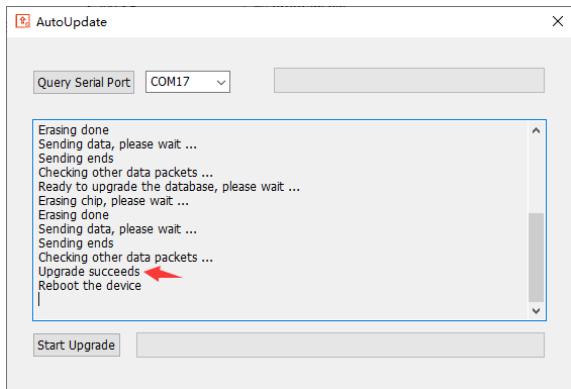 AutoUpdate
Query Serial Port
COM17
Erasing done
Sending data, please wait ...
Sending ends
Checking other data packets ...
Ready to upgrade the database, please wait ...
Erasing chip, please wait ...
Erasing done
Sending data, please wait ...
Sending ends
Checking other data packets ...
Upgrade succeeds
Reboot the device
Start Upgrade